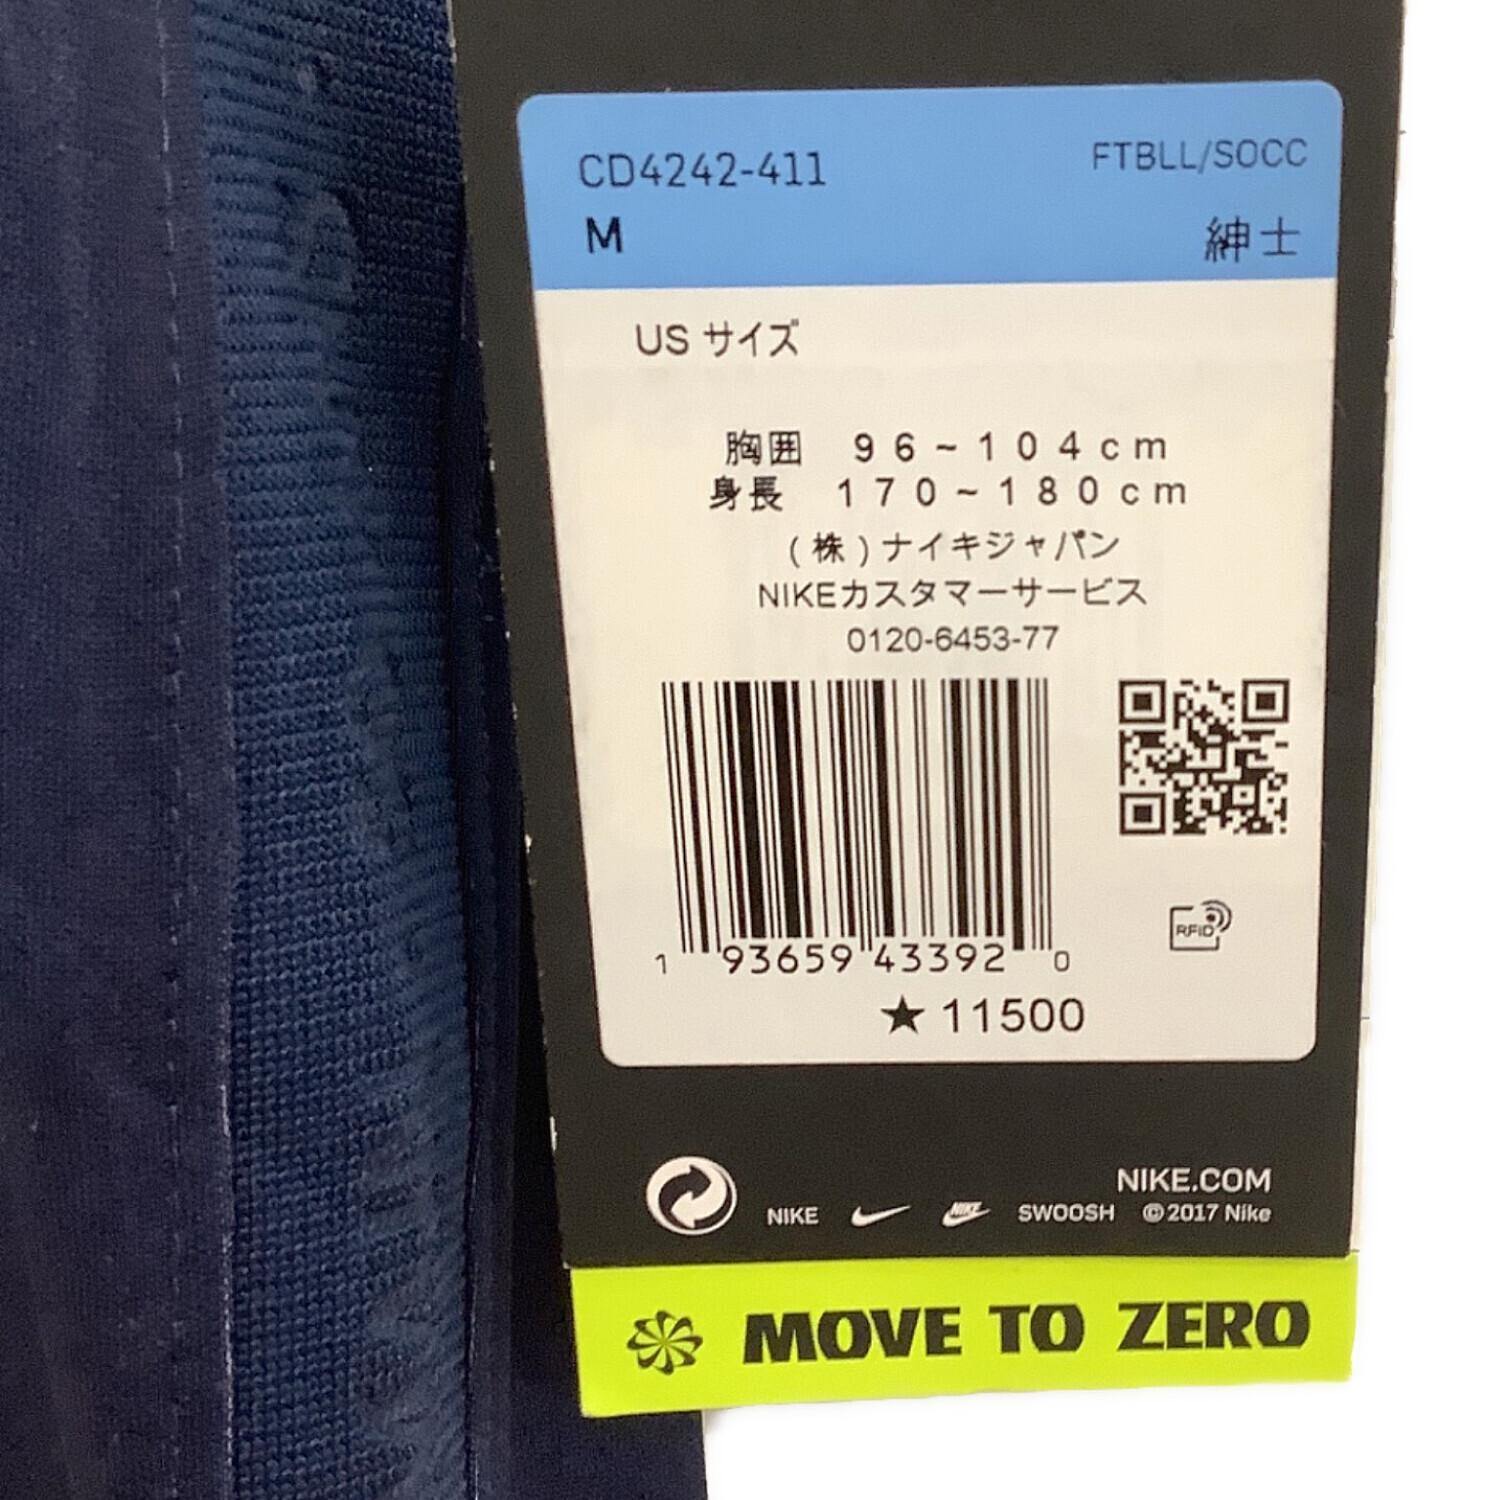 CD4242-411 FTBLL/SOCC
M 紳士
US サイズ
胸囲 96~104cm
身長 170~180cm
(株)ナイキジャパン
NIKEカスタマーサービス
0120-6453-77
RFID
1 93659 43392 0
★11500
NIKE.COM
NIKE NIKE SWOOSH ©2017 Nike
MOVE TO ZERO